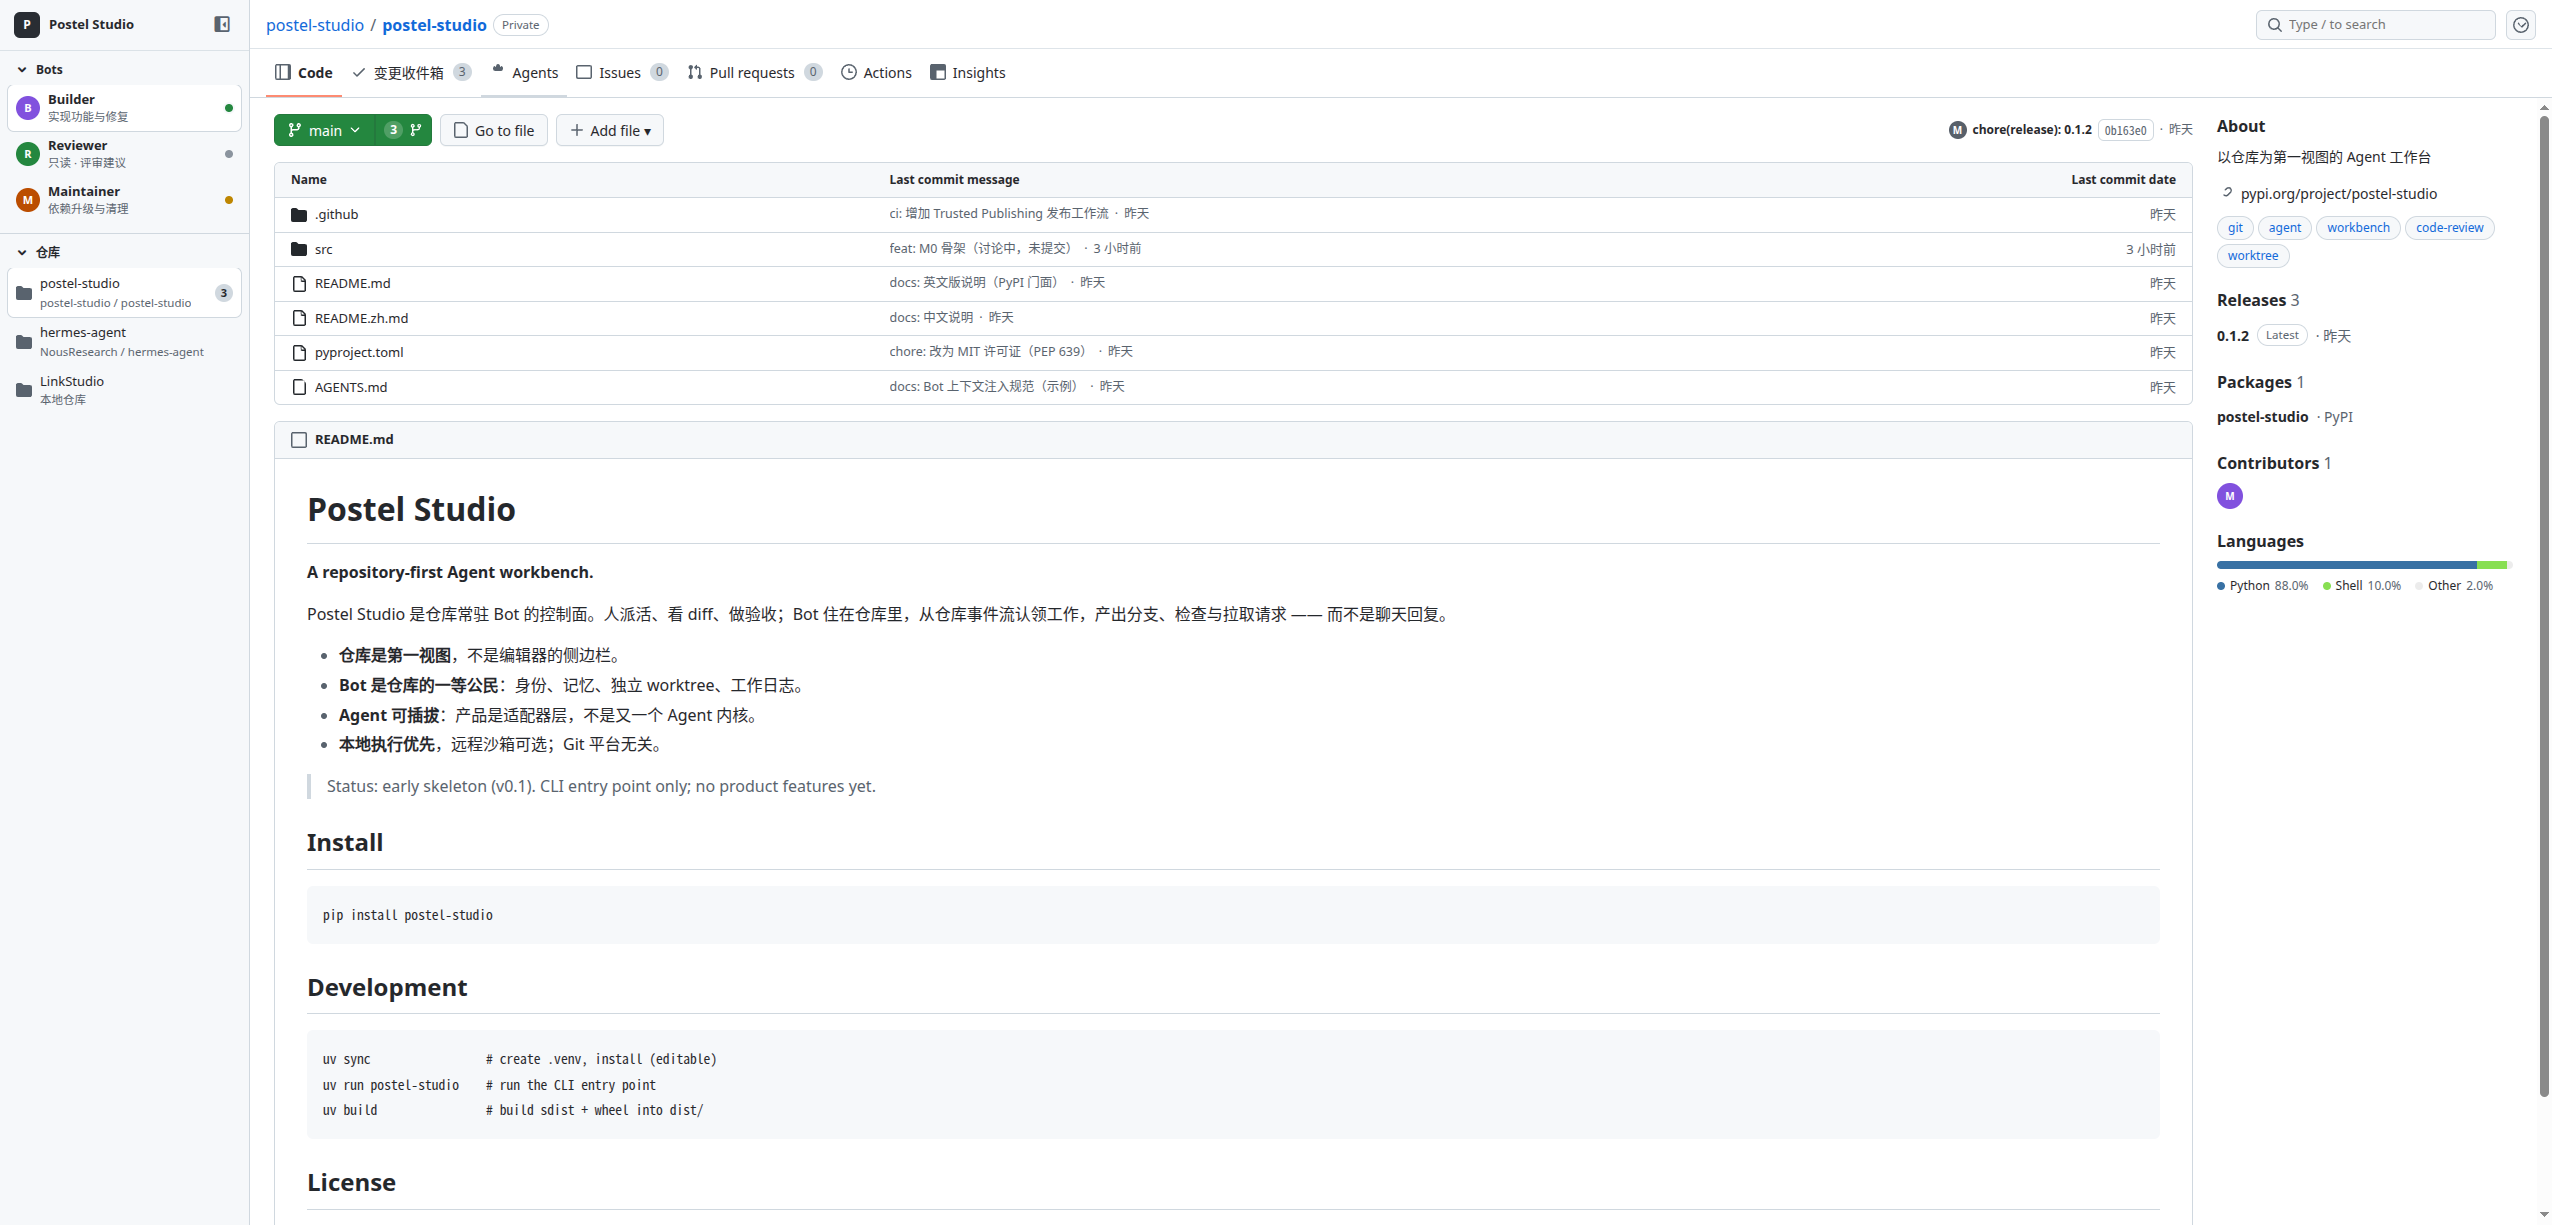 P Postel Studio
Bots
B Builder
实现功能与修复
R Reviewer
只读 · 评审建议
M Maintainer
依赖升级与清理
仓库
postel-studio
postel-studio / postel-studio 3
hermes-agent
NousResearch / hermes-agent
LinkStudio
本地仓库
postel-studio / postel-studio Private
Type / to search
Code 变更收件箱 3 Agents Issues 0 Pull requests 0 Actions Insights
main 3 Go to file Add file ▾
M chore(release): 0.1.2 0b163e0 · 昨天
Name Last commit message Last commit date
.github ci: 增加 Trusted Publishing 发布工作流 · 昨天 昨天
src feat: M0 骨架（讨论中，未提交） · 3 小时前 3 小时前
README.md docs: 英文版说明（PyPI 门面） · 昨天 昨天
README.zh.md docs: 中文说明 · 昨天 昨天
pyproject.toml chore: 改为 MIT 许可证（PEP 639） · 昨天 昨天
AGENTS.md docs: Bot 上下文注入规范（示例） · 昨天 昨天
README.md
Postel Studio
A repository-first Agent workbench.
Postel Studio 是仓库常驻 Bot 的控制面。人派活、看 diff、做验收；Bot 住在仓库里，从仓库事件流认领工作，产出分支、检查与拉取请求 —— 而不是聊天回复。
• 仓库是第一视图，不是编辑器的侧边栏。
• Bot 是仓库的一等公民：身份、记忆、独立 worktree、工作日志。
• Agent 可插拔：产品是适配器层，不是又一个 Agent 内核。
• 本地执行优先，远程沙箱可选；Git 平台无关。
Status: early skeleton (v0.1). CLI entry point only; no product features yet.
Install
pip install postel-studio
Development
uv sync # create .venv, install (editable)
uv run postel-studio # run the CLI entry point
uv build # build sdist + wheel into dist/
License
About
以仓库为第一视图的 Agent 工作台
pypi.org/project/postel-studio
git agent workbench code-review
worktree
Releases 3
0.1.2 Latest · 昨天
Packages 1
postel-studio · PyPI
Contributors 1
M
Languages
Python 88.0% Shell 10.0% Other 2.0%